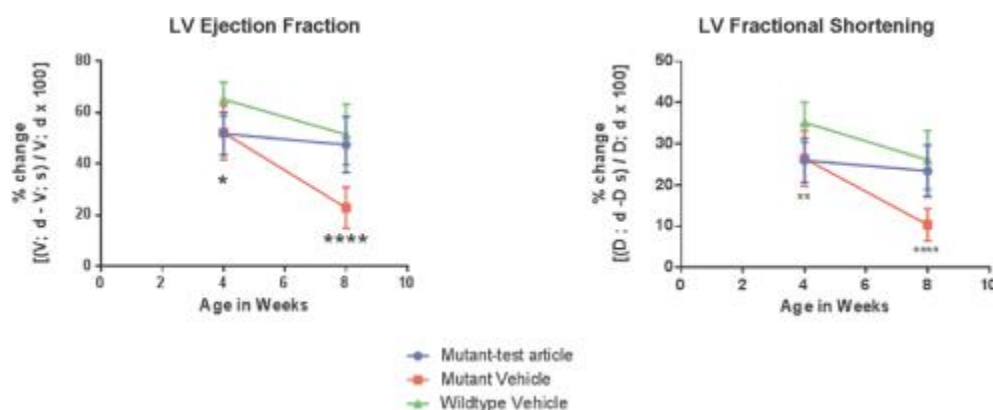 LV Ejection Fraction
% change
[(V; d - V; s) / V; d x 100]
80
60
40
20
0
*
****
0 2 4 6 8 10
Age in Weeks
LV Fractional Shortening
% change
[(D ; d -D s) / D; d x 100]
50
40
30
20
10
0
**
****
0 2 4 6 8 10
Age in Weeks
Mutant-test article
Mutant Vehicle
Wildtype Vehicle